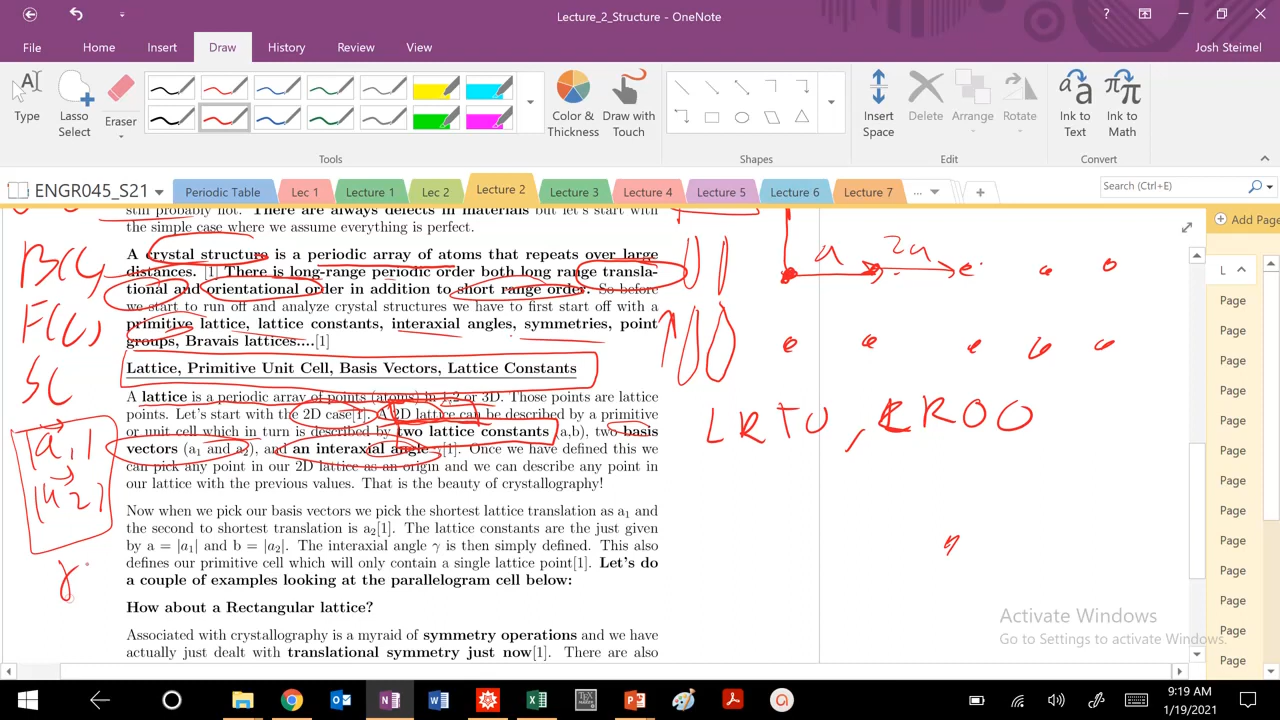 Lecture_2_Structure - OneNote
Josh Steimel
File Home Insert Draw History Review View
Type Lasso Select Eraser Color & Thickness Draw with Touch Insert Space Delete Arrange Rotate Ink to Text Ink to Math
Tools Shapes Edit Convert
ENGR045_S21 Periodic Table Lec 1 Lecture 1 Lec 2 Lecture 2 Lecture 3 Lecture 4 Lecture 5 Lecture 6 Lecture 7 ... Search (Ctrl+E)
Add Page
still probably not. There are always defects in materials but let's start with
the simple case where we assume everything is perfect.
A crystal structure is a periodic array of atoms that repeats over large
distances. [1] There is long-range periodic order both long range transla-
tional and orientational order in addition to short range order. So before
we start to run off and analyze crystal structures we have to first start off with a
primitive lattice, lattice constants, interaxial angles, symmetries, point
groups, Bravais lattices....[1]
Lattice, Primitive Unit Cell, Basis Vectors, Lattice Constants
A lattice is a periodic array of points (atoms) in 1,2 or 3D. Those points are lattice
points. Let's start with the 2D case[1]. A 2D lattice can be described by a primitive
or unit cell which in turn is described by two lattice constants (a,b), two basis
vectors (a1 and a2), and an interaxial angle γ[1]. Once we have defined this we
can pick any point in our 2D lattice as an origin and we can describe any point in
our lattice with the previous values. That is the beauty of crystallography!
Now when we pick our basis vectors we pick the shortest lattice translation as a1 and
the second to shortest translation is a2[1]. The lattice constants are the just given
by a = |a1| and b = |a2|. The interaxial angle γ is then simply defined. This also
defines our primitive cell which will only contain a single lattice point[1]. Let's do
a couple of examples looking at the parallelogram cell below:
How about a Rectangular lattice?
Associated with crystallography is a myriad of symmetry operations and we have
actually just dealt with translational symmetry just now[1]. There are also
BCC
FCC
SC
|a1|
|a2|
γ
a 2a
LRTO, LROO
L
Page
Page
Page
Page
Page
Page
Page
Page
Page
Page
Page
Page
Page
Activate Windows
Go to Settings to activate Windows.
9:19 AM
1/19/2021